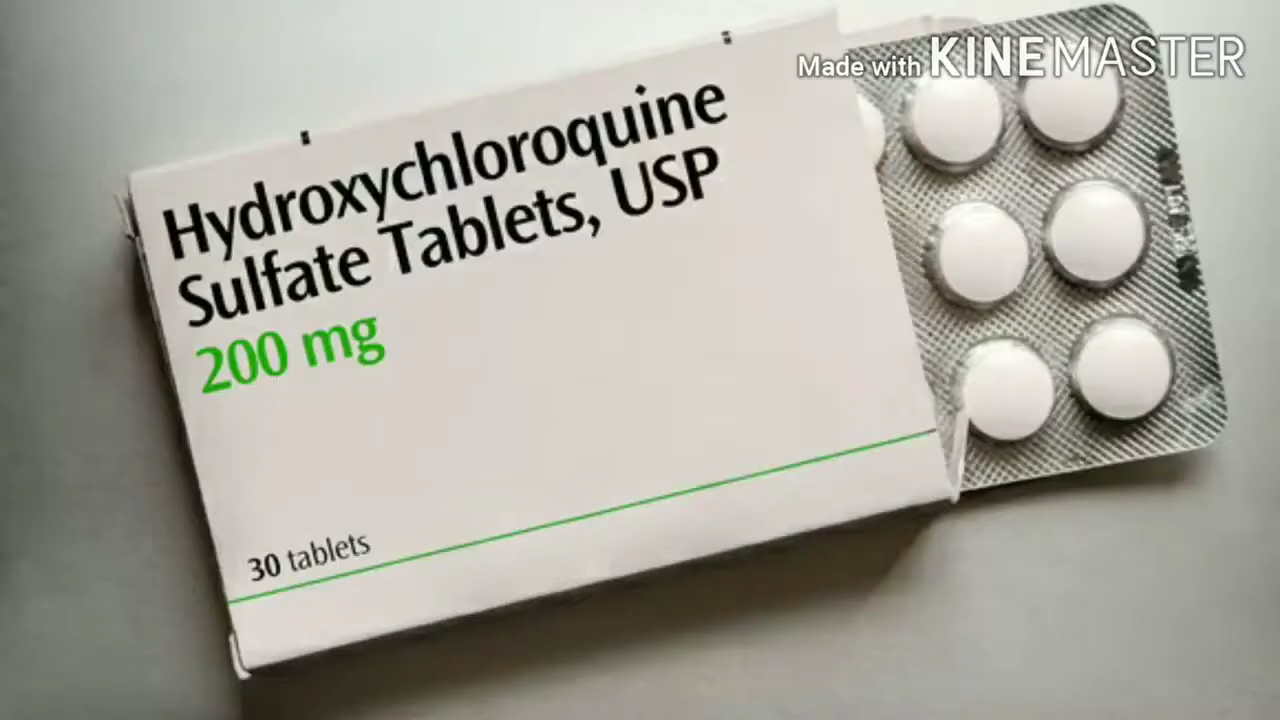 Made with KINEMASTER
Hydroxychloroquine
Sulfate Tablets, USP
200 mg
30 tablets